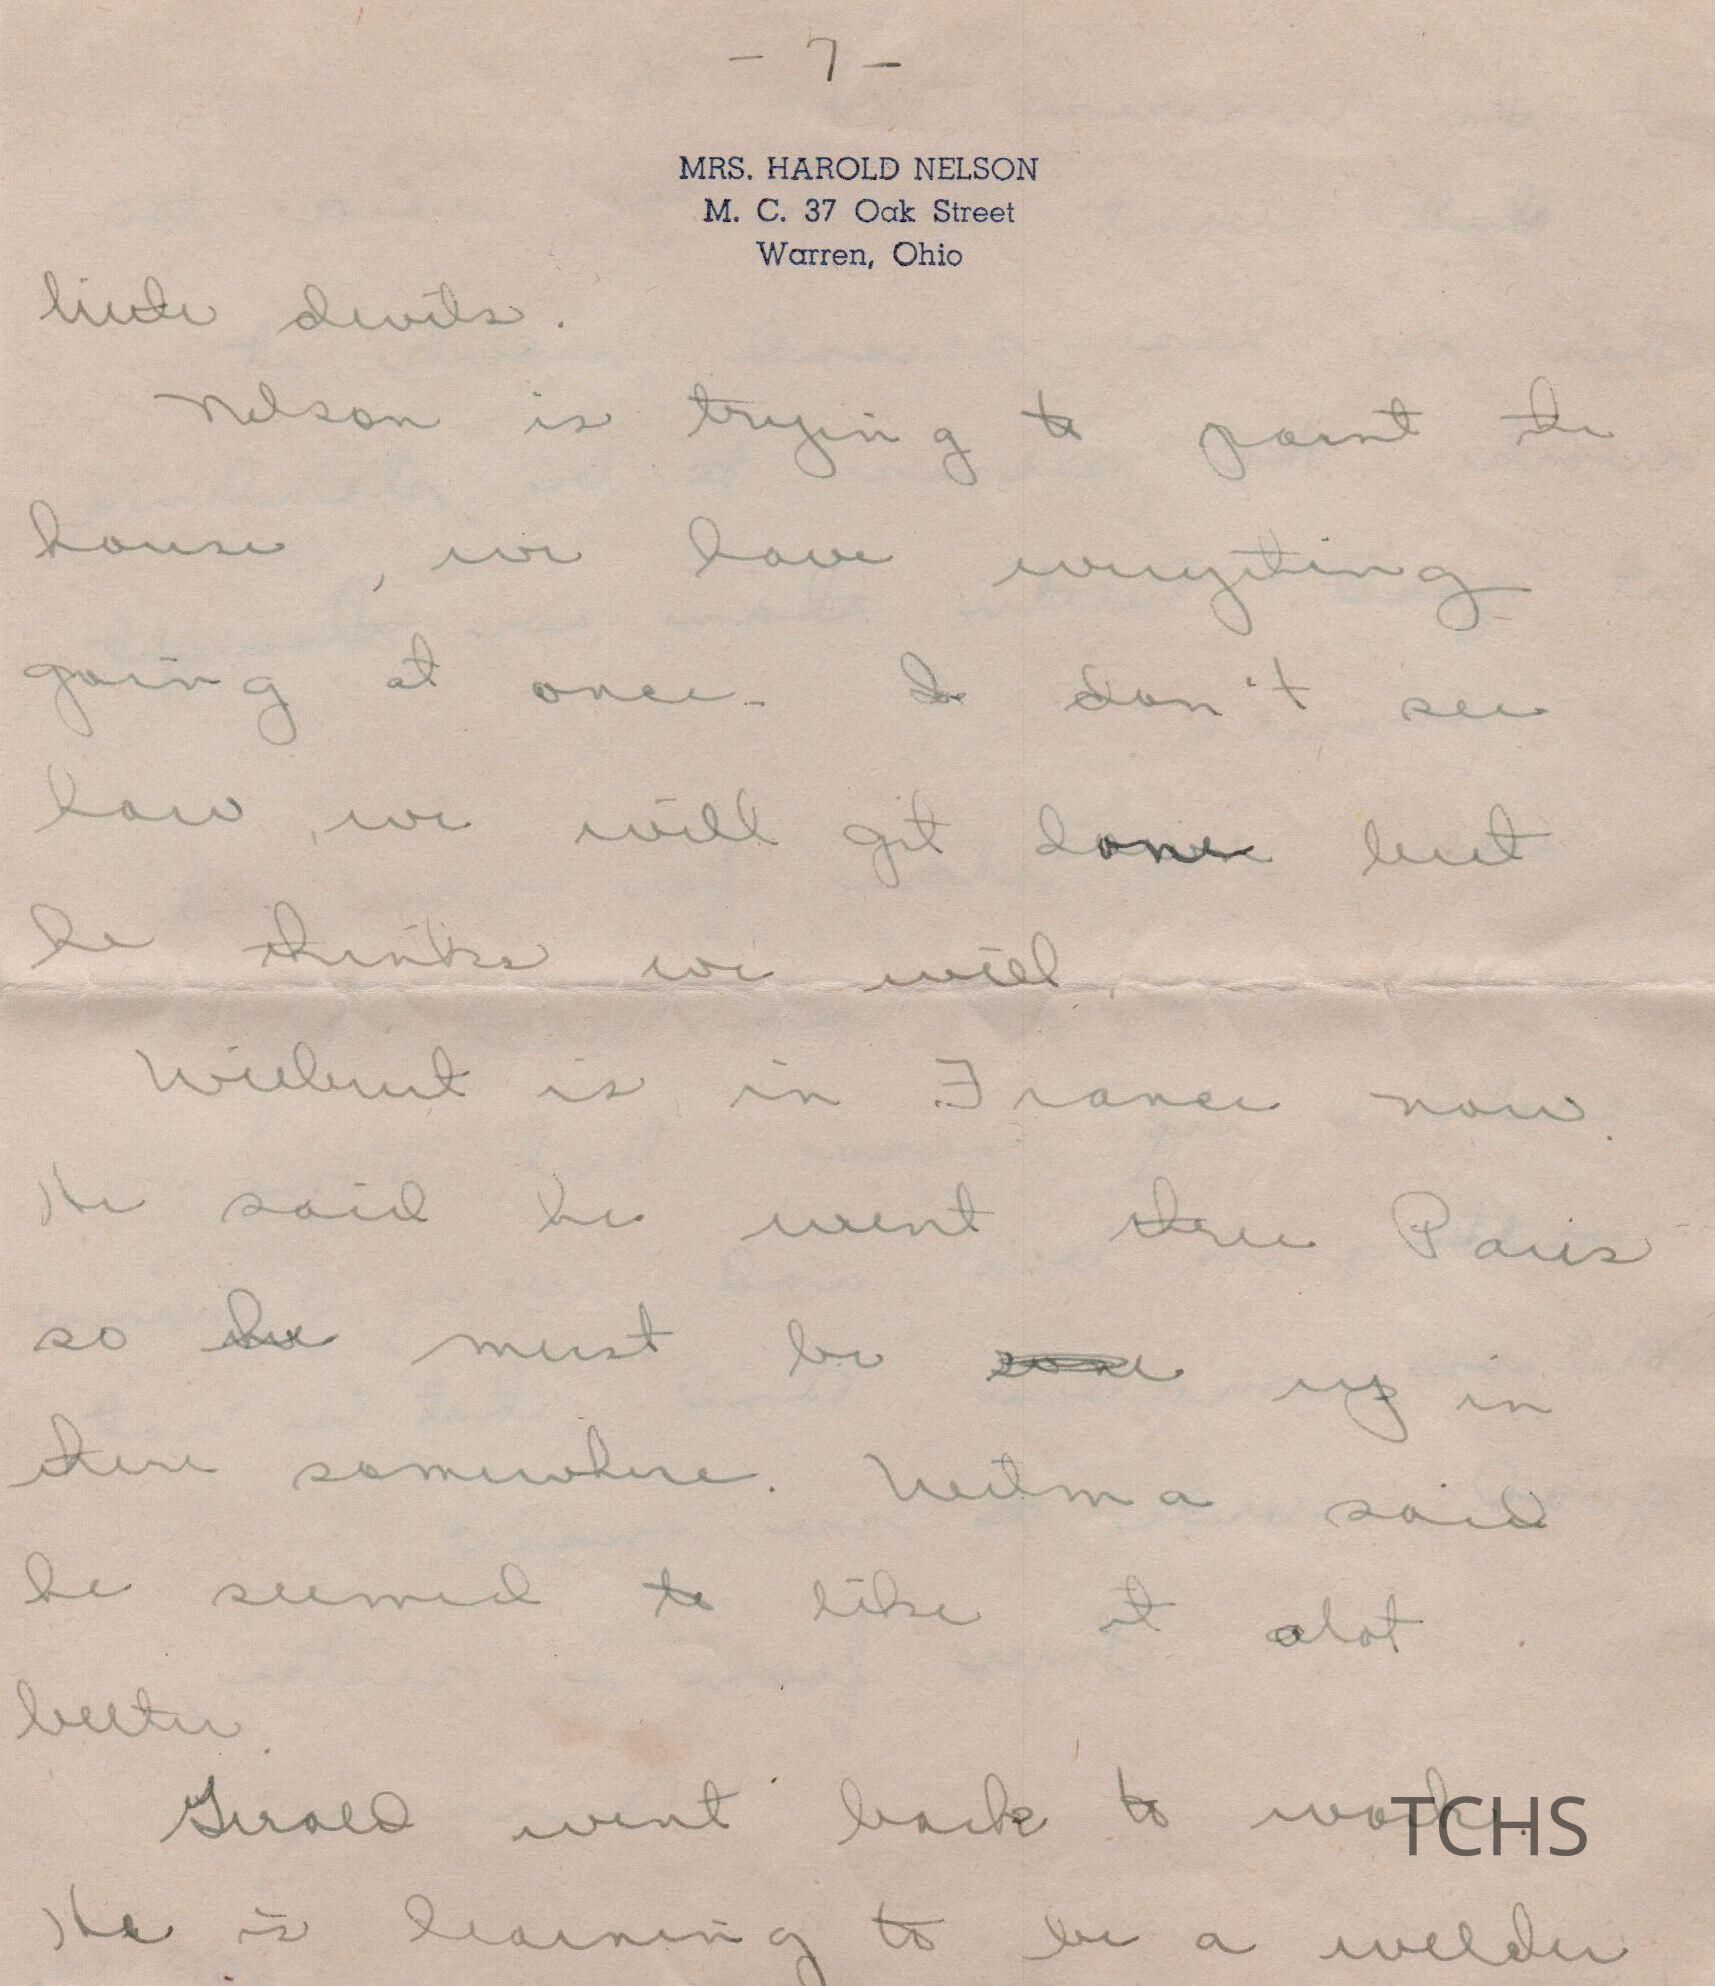 - 7 -
MRS. HAROLD NELSON
M. C. 37 Oak Street
Warren, Ohio
little devils.
Nelson is trying to paint the
house, we have everything
going at once. I don't see
how we will get done but
he thinks we will.
Wilbur is in France now.
He said he went thru Paris
so he must be up in
there somewhere. Wilma said
he seemed to like it alot
better.
Gerald went back to work.
He is learning to be a welder
TCHS